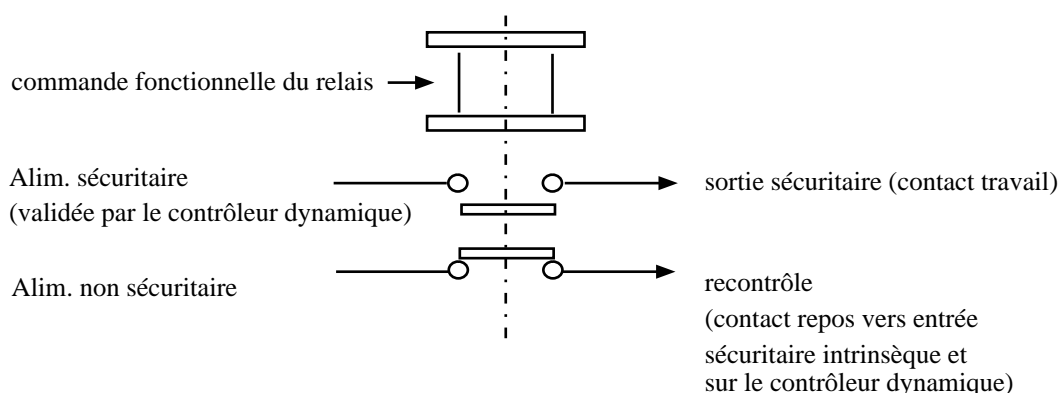 commande fonctionnelle du relais
Alim. sécuritaire
(validée par le contrôleur dynamique)
sortie sécuritaire (contact travail)
Alim. non sécuritaire
recontrôle
(contact repos vers entrée
sécuritaire intrinsèque et
sur le contrôleur dynamique)